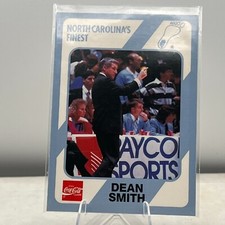 NORTH CAROLINA'S
FINEST
AYCO
SPORTS
Coca-Cola
DEAN
SMITH